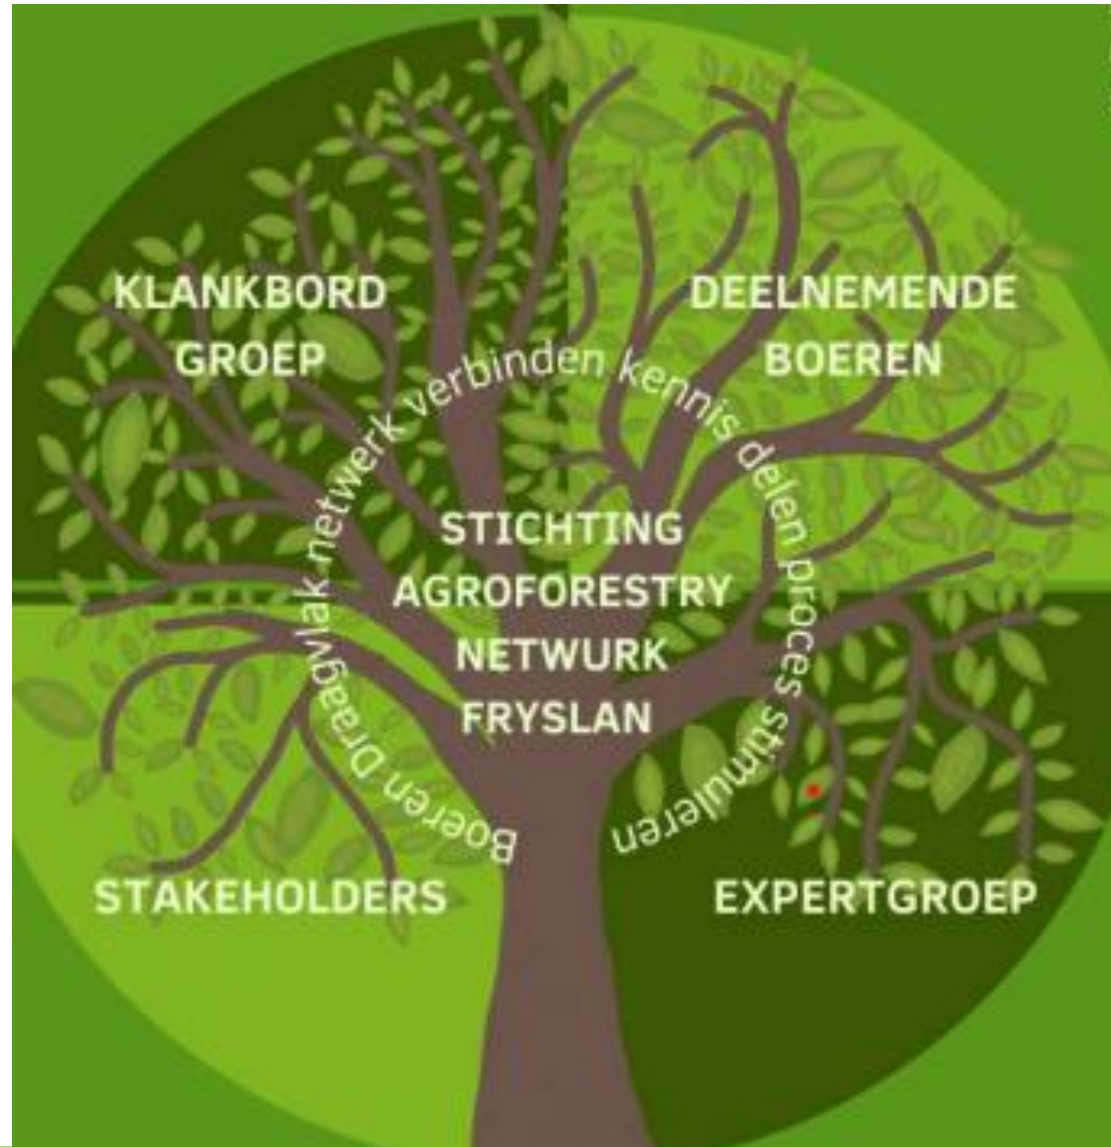 KLANKBORD
GROEP
DEELNEMENDE
BOEREN
Boeren Draagvlak netwerk verbinden kennis delen proces stimuleren
STICHTING
AGROFORESTRY
NETWURK
FRYSLAN
STAKEHOLDERS
EXPERTGROEP